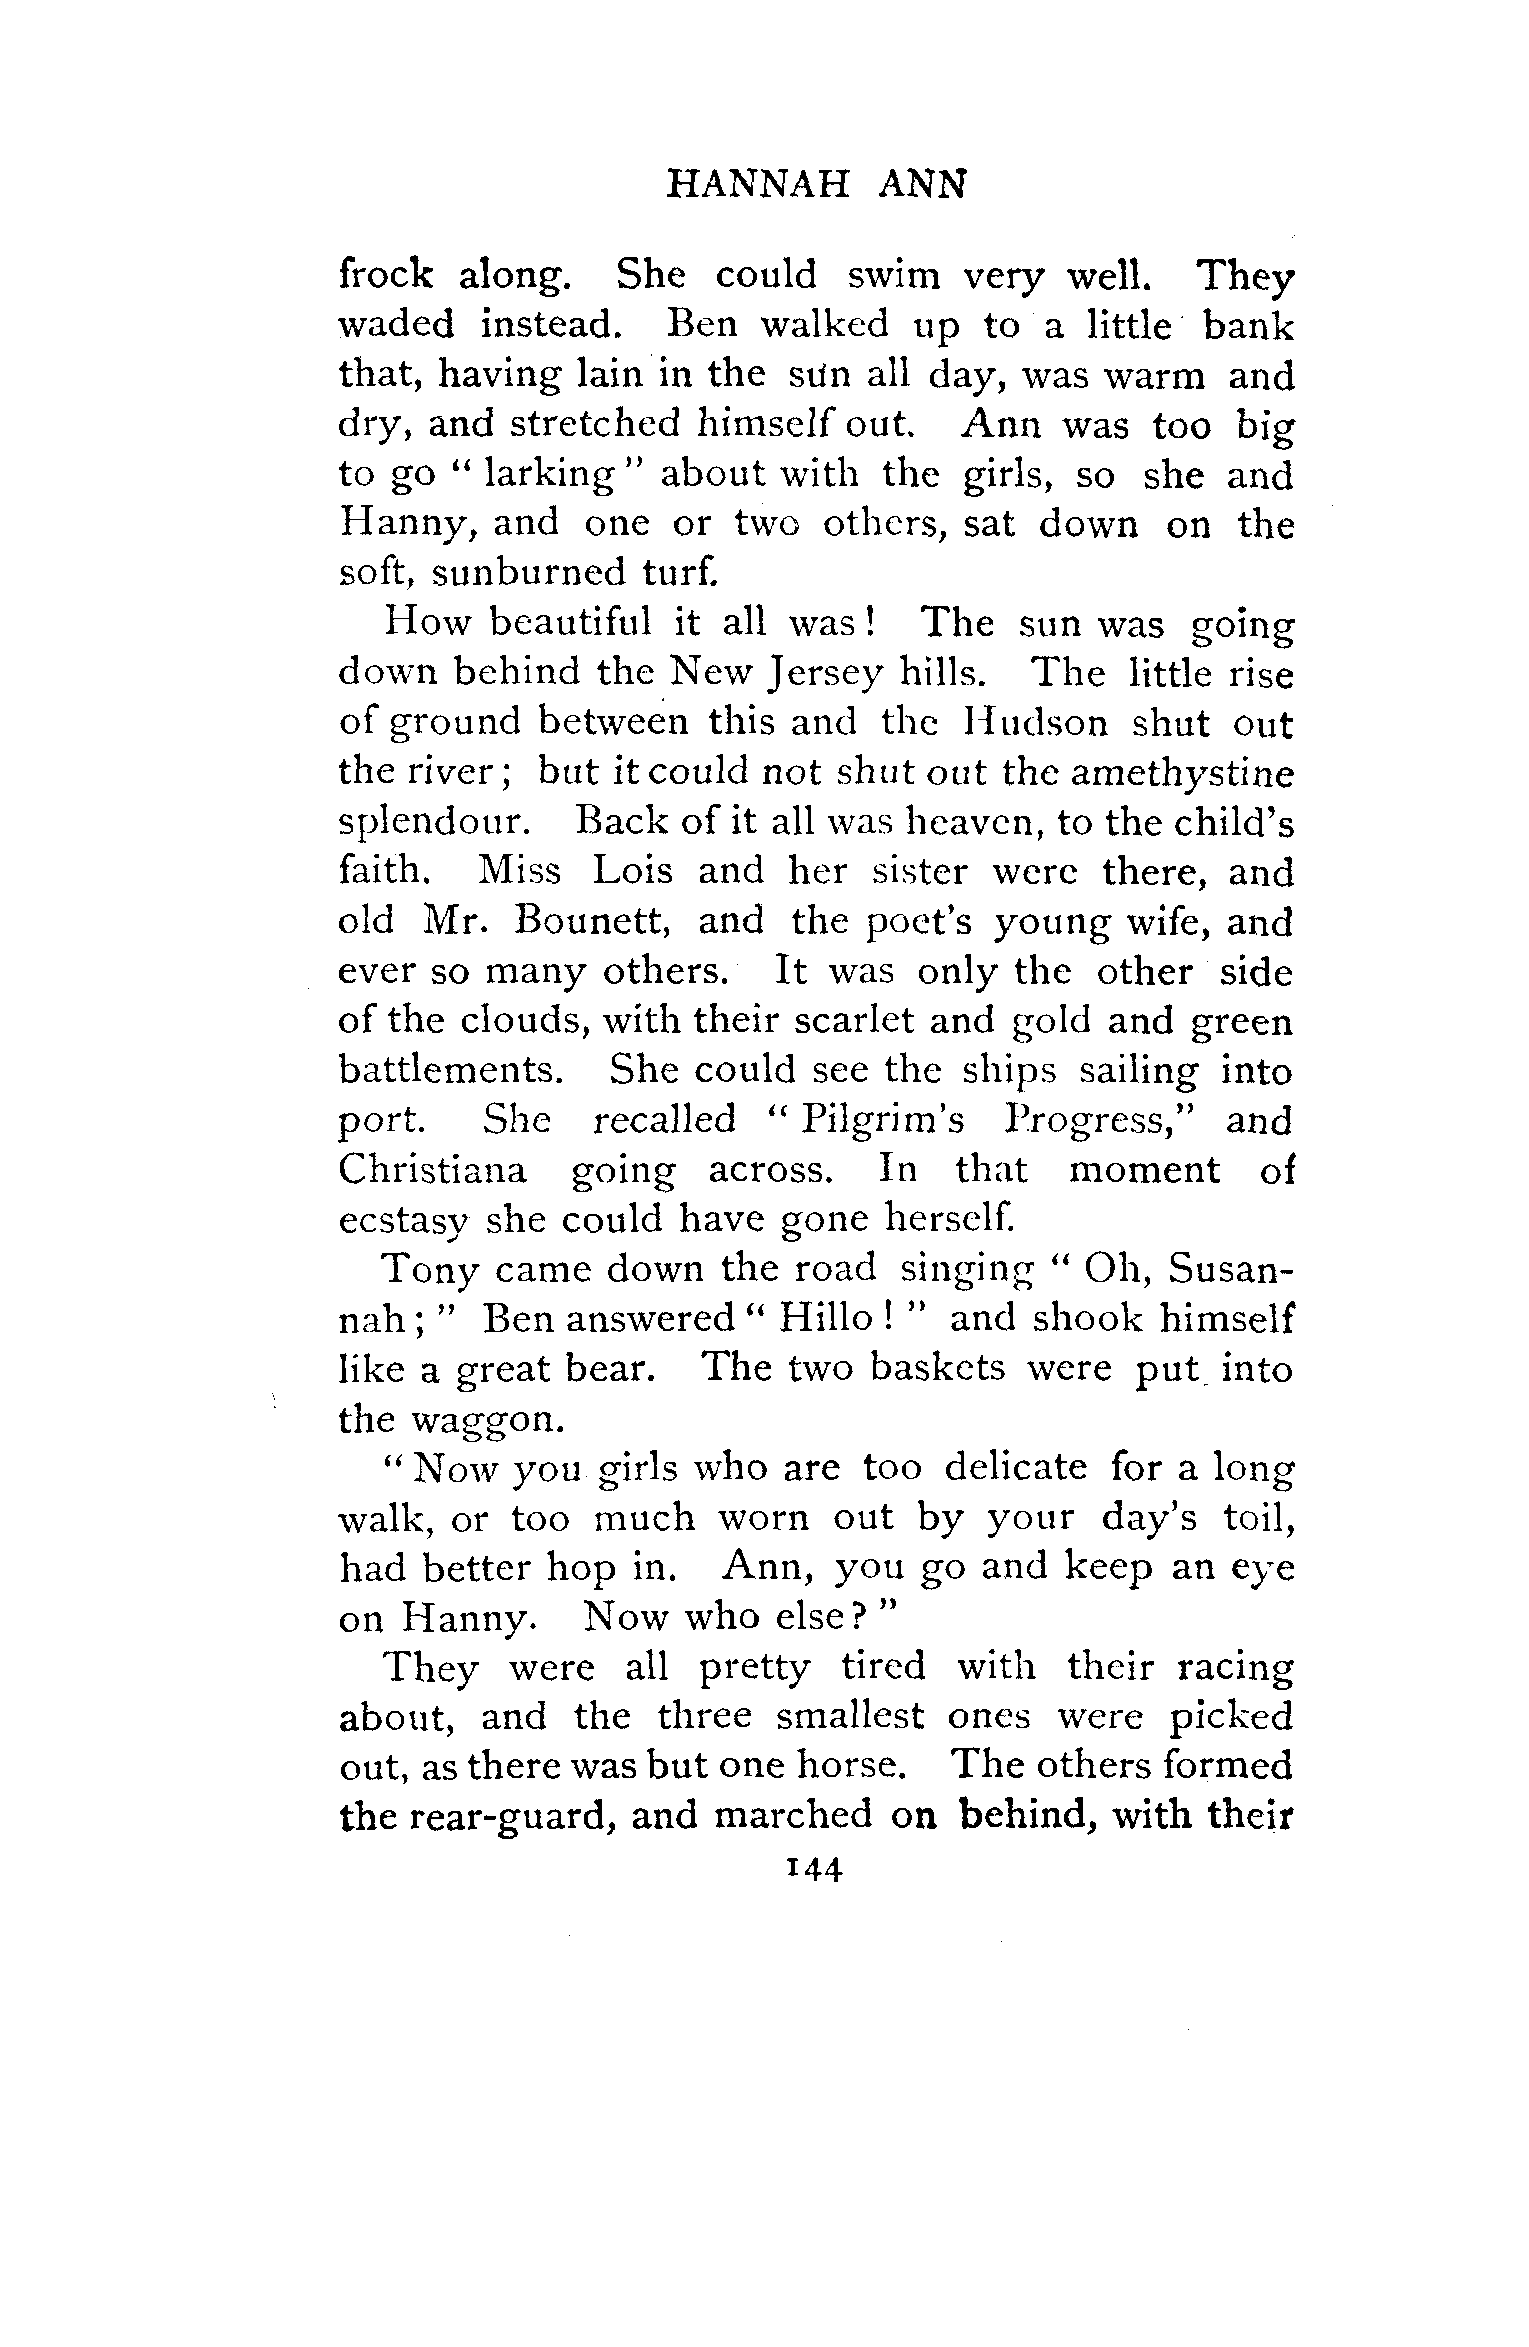 HANNAH ANN
frock along. She could swim very well. They
waded instead. Ben walked up to a little bank
that, having lain in the sun all day, was warm and
dry, and stretched himself out. Ann was too big
to go “ larking ” about with the girls, so she and
Hanny, and one or two others, sat down on the
soft, sunburned turf.
How beautiful it all was ! The sun was going
down behind the New Jersey hills. The little rise
of ground between this and the Hudson shut out
the river ; but it could not shut out the amethystine
splendour. Back of it all was heaven, to the child’s
faith. Miss Lois and her sister were there, and
old Mr. Bounett, and the poet’s young wife, and
ever so many others. It was only the other side
of the clouds, with their scarlet and gold and green
battlements. She could see the ships sailing into
port. She recalled “ Pilgrim’s Progress,” and
Christiana going across. In that moment of
ecstasy she could have gone herself.
Tony came down the road singing “ Oh, Susan-
nah ; ” Ben answered “ Hillo ! ” and shook himself
like a great bear. The two baskets were put into
the waggon.
“ Now you girls who are too delicate for a long
walk, or too much worn out by your day’s toil,
had better hop in. Ann, you go and keep an eye
on Hanny. Now who else? ”
They were all pretty tired with their racing
about, and the three smallest ones were picked
out, as there was but one horse. The others formed
the rear-guard, and marched on behind, with their
144